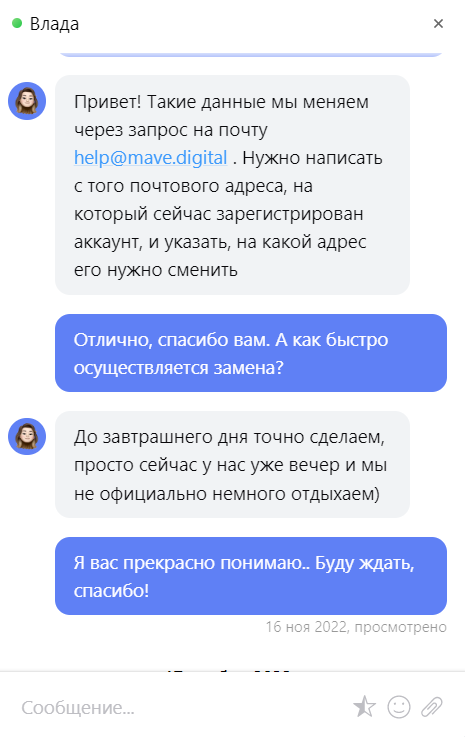 Влада
Привет! Такие данные мы меняем
через запрос на почту
help@mave.digital . Нужно написать
с того почтового адреса, на
который сейчас зарегистрирован
аккаунт, и указать, на какой адрес
его нужно сменить
Отлично, спасибо вам. А как быстро
осуществляется замена?
До завтрашнего дня точно сделаем,
просто сейчас у нас уже вечер и мы
не официально немного отдыхаем)
Я вас прекрасно понимаю.. Буду ждать,
спасибо!
16 ноя 2022, просмотрено
Сообщение...